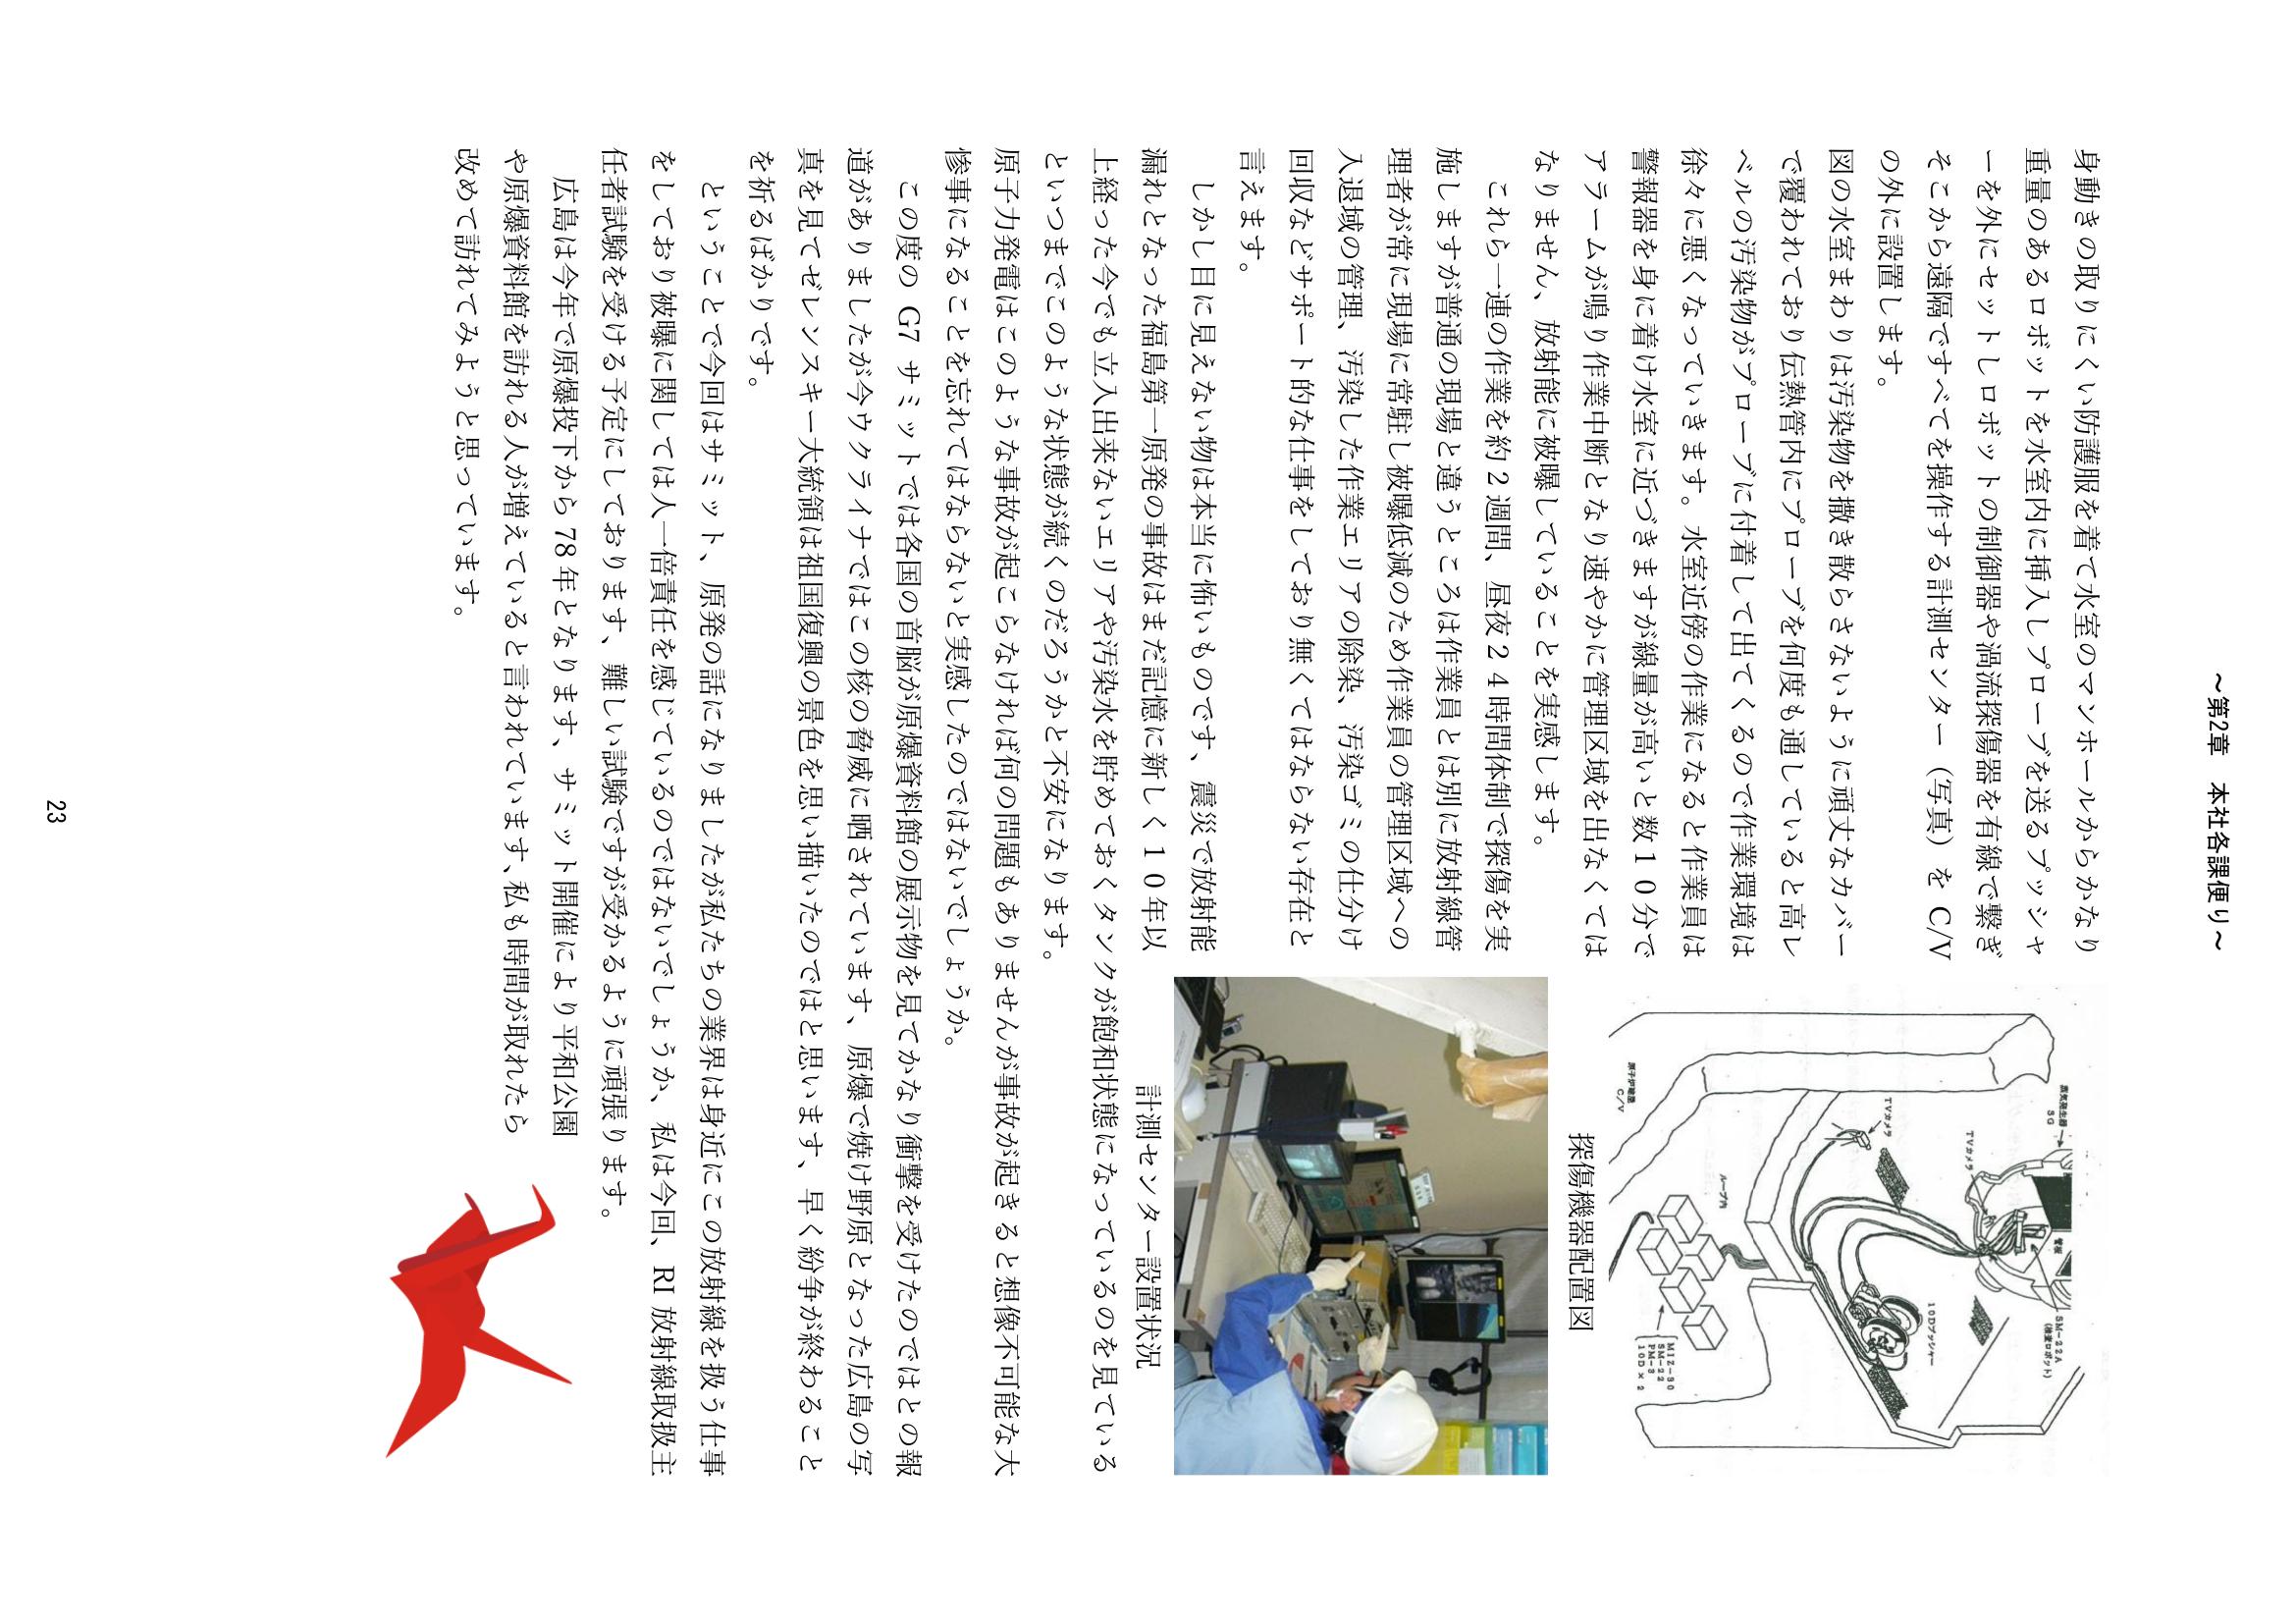 ～第2章　本社各課便り～
身動きの取りにくい防護服を着て水室のマンホールからかなり
重量のあるロボットを水室内に挿入しプローブを送るプッシャ
ーを外にセットしロボットの制御器や渦流探傷器を有線で繋ぎ
そこから遠隔ですべてを操作する計測センター（写真）を C/V
の外に設置します。
図の水室まわりは汚染物を撒き散らさないように頑丈なカバー
で覆われており伝熱管内にプローブを何度も通していると高レ
ベルの汚染物がプローブに付着して出てくるので作業環境は
徐々に悪くなっていきます。水室近傍の作業になると作業員は
警報器を身に着け水室に近づきますが線量が高いと数１０分で
アラームが鳴り作業中断となり速やかに管理区域を出なくては
なりません、放射能に被曝していることを実感します。
これら一連の作業を約２週間、昼夜２４時間体制で探傷を実
施しますが普通の現場と違うところは作業員とは別に放射線管
理者が常に現場に常駐し被曝低減のため作業員の管理区域への
入退域の管理、汚染した作業エリアの除染、汚染ゴミの仕分け
回収などサポート的な仕事をしており無くてはならない存在と
言えます。
しかし目に見えない物は本当に怖いものです、震災で放射能
漏れとなった福島第一原発の事故はまだ記憶に新しく１０年以
上経った今でも立入出来ないエリアや汚染水を貯めておくタンクが飽和状態になっているのを見ている
といつまでこのような状態が続くのだろうかと不安になります。
原子力発電はこのような事故が起こらなければ何の問題もありませんが事故が起きると想像不可能な大
惨事になることを忘れてはならないと実感したのではないでしょうか。
この度の G7 サミットでは各国の首脳が原爆資料館の展示物を見てかなり衝撃を受けたのではとの報
道がありましたが今ウクライナではこの核の脅威に晒されています、原爆で焼け野原となった広島の写
真を見てゼレンスキー大統領は祖国復興の景色を思い描いたのではと思います、早く紛争が終わること
を祈るばかりです。
ということで今回はサミット、原発の話になりましたが私たちの業界は身近にこの放射線を扱う仕事
をしており被曝に関しては人一倍責任を感じているのではないでしょうか、私は今回、RI 放射線取扱主
任者試験を受ける予定にしております、難しい試験ですが受かるように頑張ります。
広島は今年で原爆投下から 78 年となります、サミット開催により平和公園
や原爆資料館を訪れる人が増えていると言われています､私も時間が取れたら
改めて訪れてみようと思っています。
蒸気発生器
SG
管板
SM-22A
(検査ロボット)
TVカメラ
10Dプッシャー
TVカメラ
ループ内
MIZ-30
SM-22
PM-3
10D×2
原子炉建屋
C/V
探傷機器配置図
計測センター設置状況
23